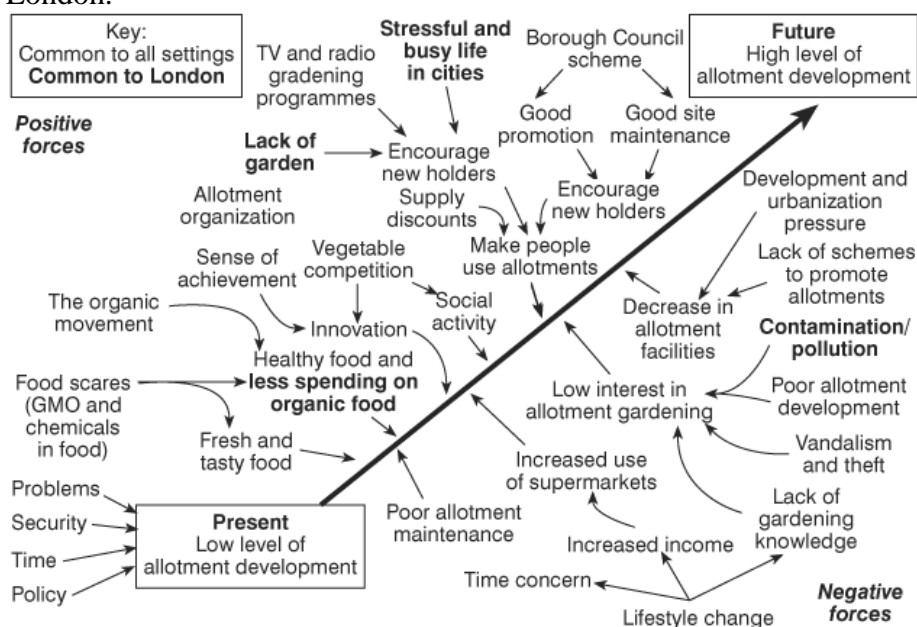 London.
Key:
Common to all settings
Common to London
Positive
forces
TV and radio
gradening
programmes
Stressful and
busy life
in cities
Borough Council
scheme
Future
High level of
allotment development
Lack of
garden
Encourage
new holders
Good
promotion
Good site
maintenance
Allotment
organization
Supply
discounts
Encourage
new holders
Development and
urbanization
pressure
Sense of
achievement
Vegetable
competition
Make people
use allotments
Lack of schemes
to promote
allotments
The organic
movement
Innovation
Social
activity
Decrease in
allotment
facilities
Contamination/
pollution
Food scares
(GMO and
chemicals
in food)
Healthy food and
less spending on
organic food
Low interest in
allotment gardening
Poor allotment
development
Fresh and
tasty food
Increased use
of supermarkets
Vandalism
and theft
Problems
Security
Time
Policy
Present
Low level of
allotment development
Poor allotment
maintenance
Increased income
Lack of
gardening
knowledge
Time concern
Lifestyle change
Negative
forces